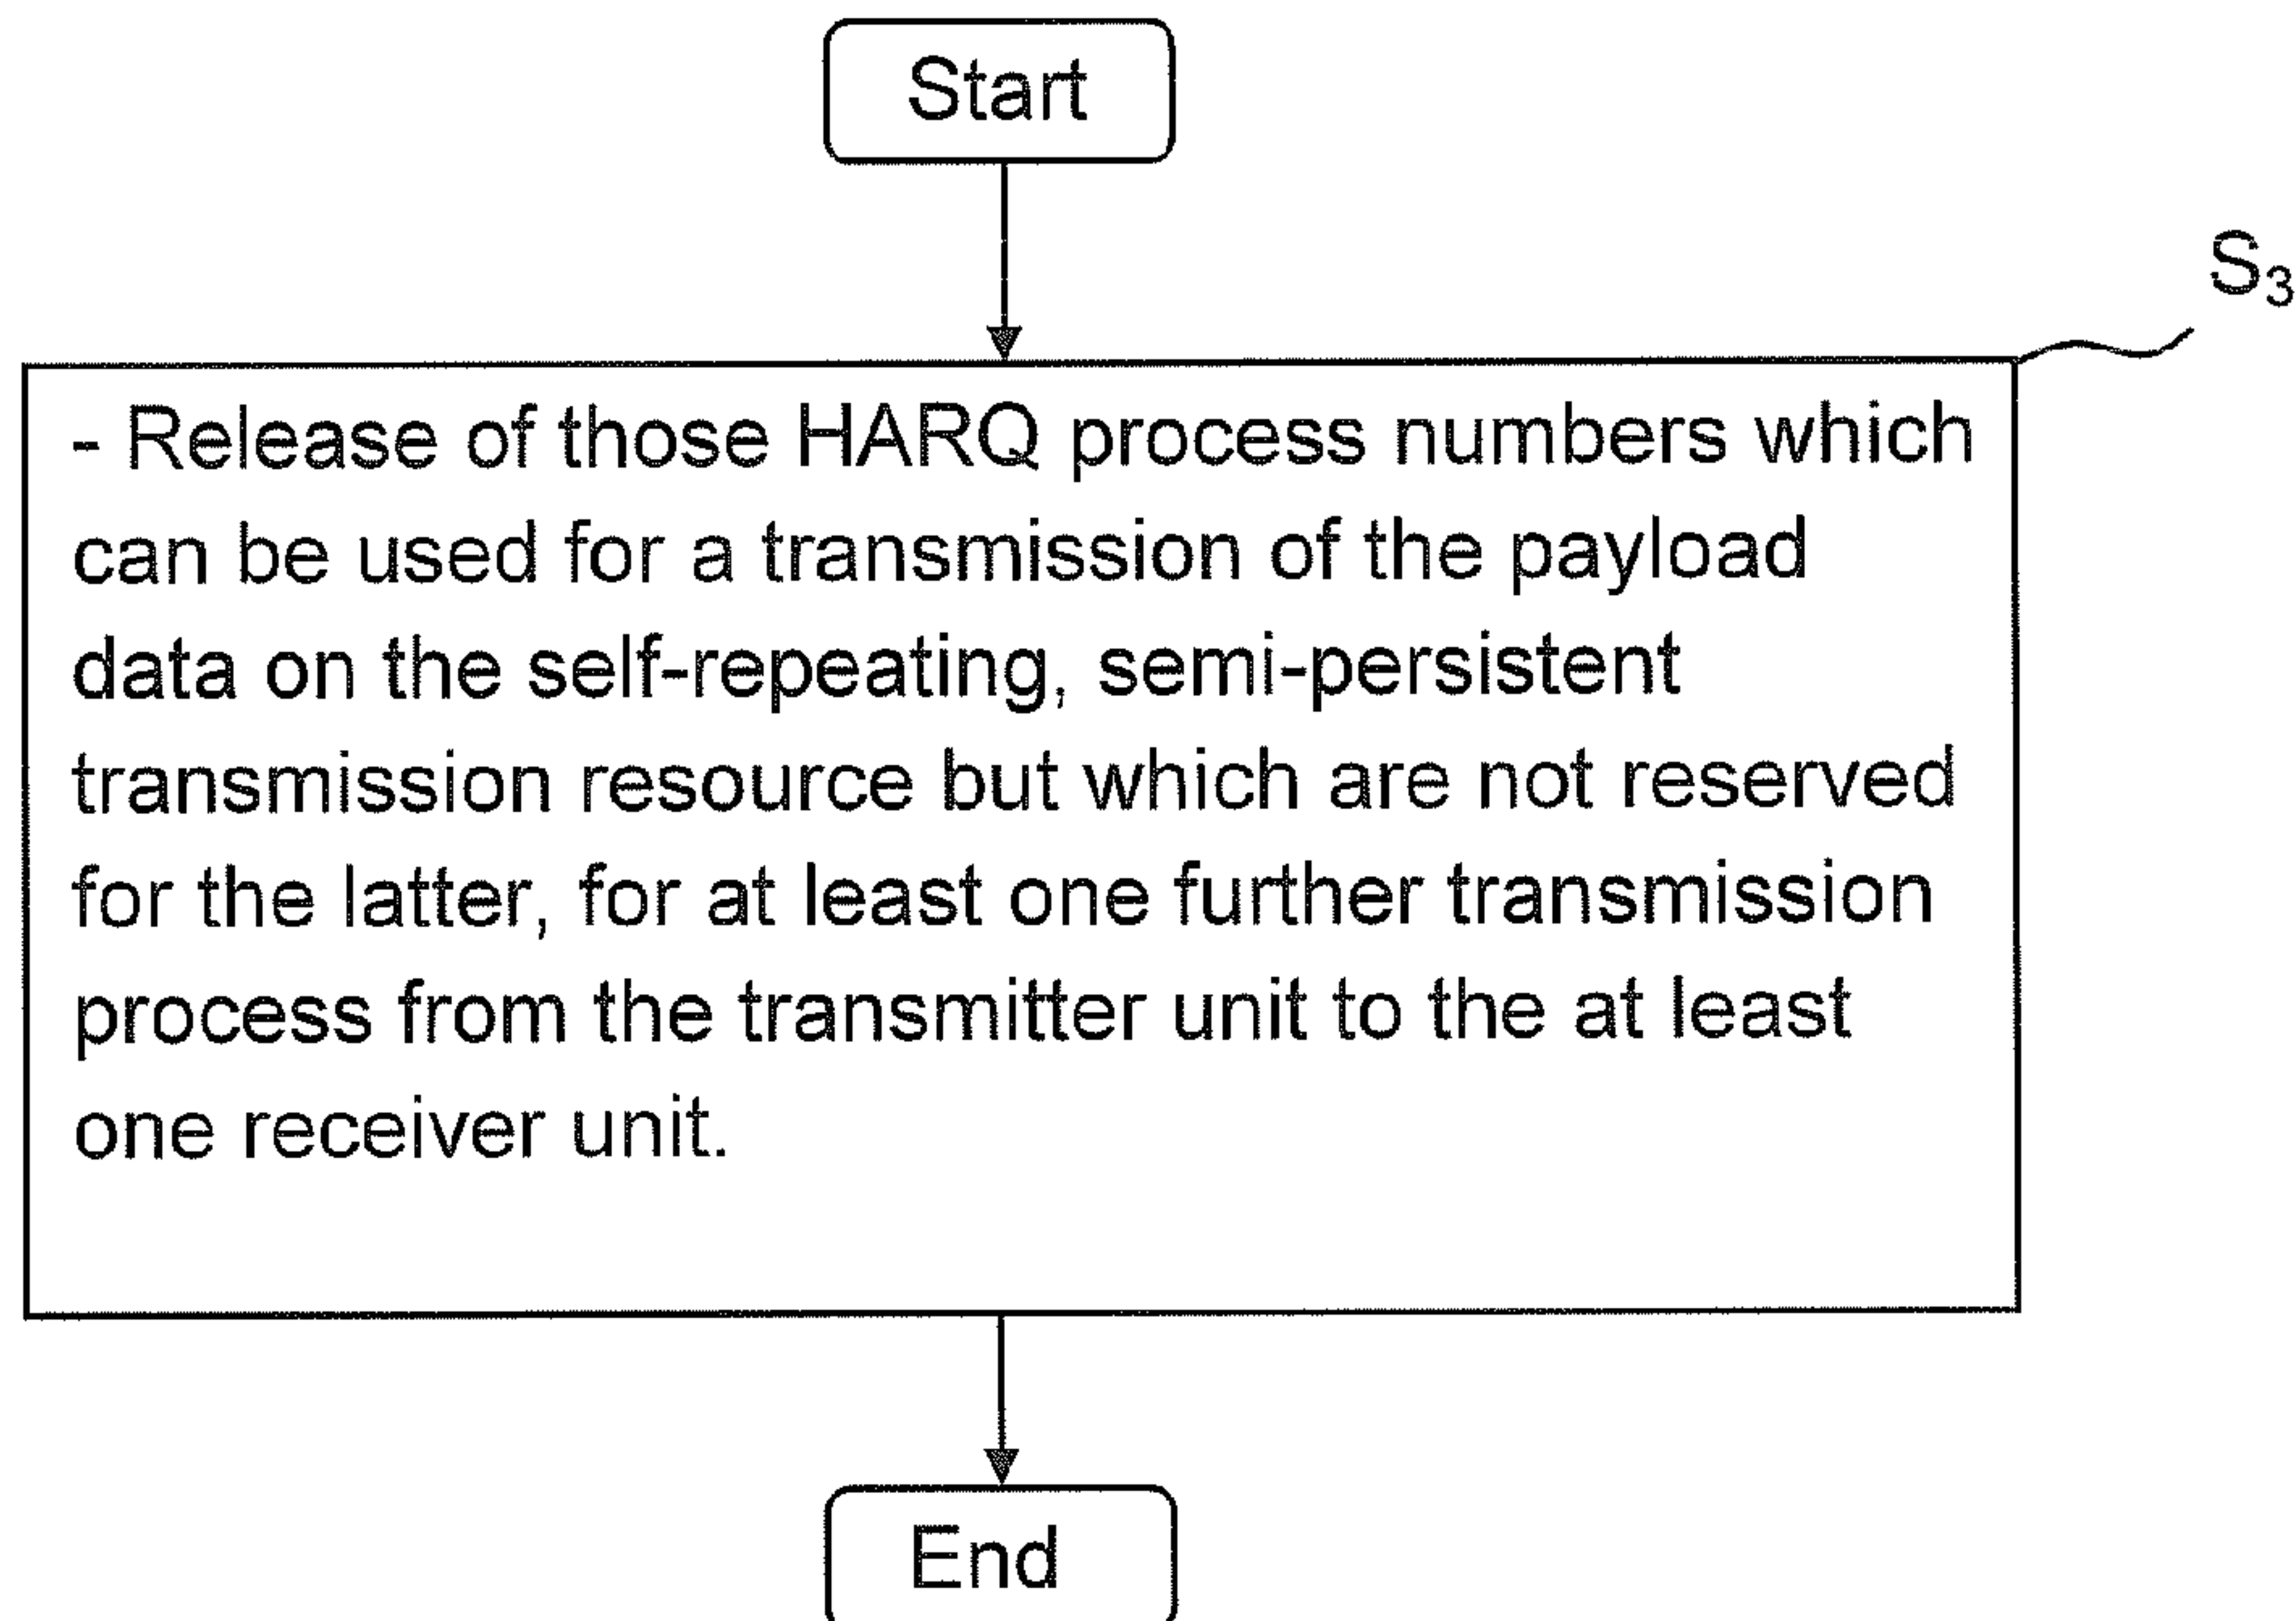 Start
S₃
- Release of those HARQ process numbers which
can be used for a transmission of the payload
data on the self-repeating, semi-persistent
transmission resource but which are not reserved
for the latter, for at least one further transmission
process from the transmitter unit to the at least
one receiver unit.
End